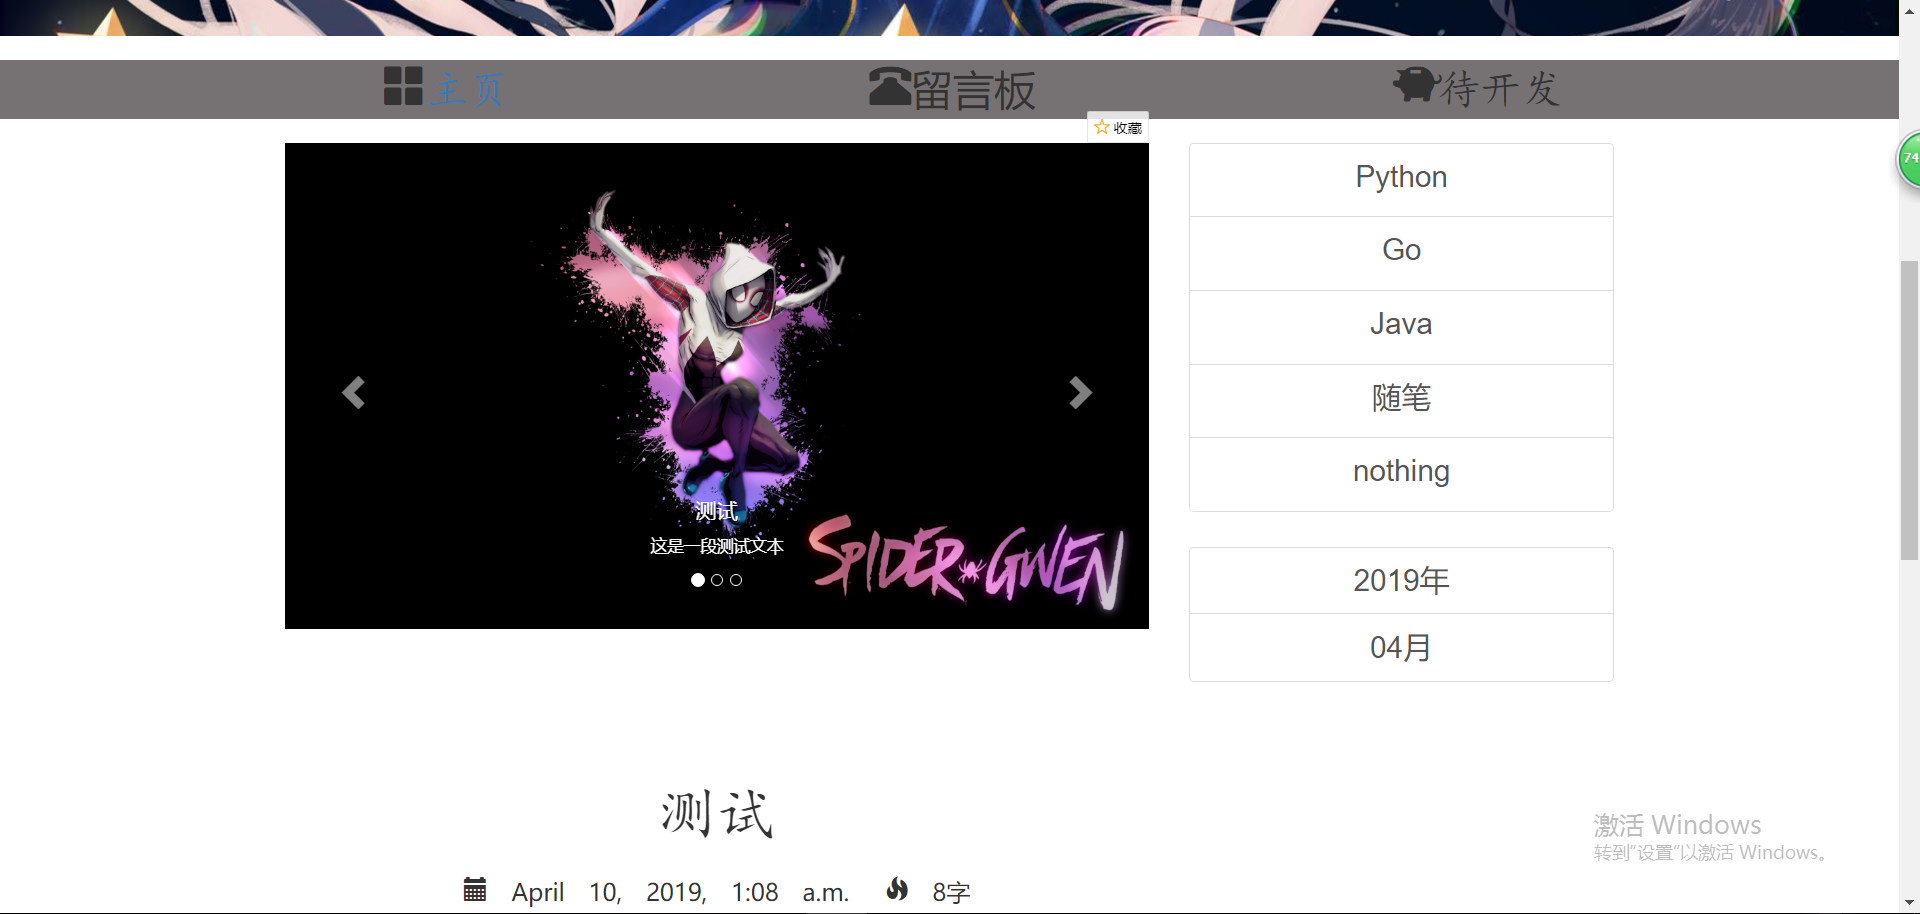 主页
留言板
待开发
收藏
74
Python
Go
Java
随笔
nothing
测试
这是一段测试文本
SPIDER GWEN
2019年
04月
测试
April 10, 2019, 1:08 a.m. 8字
激活 Windows
转到"设置"以激活 Windows。